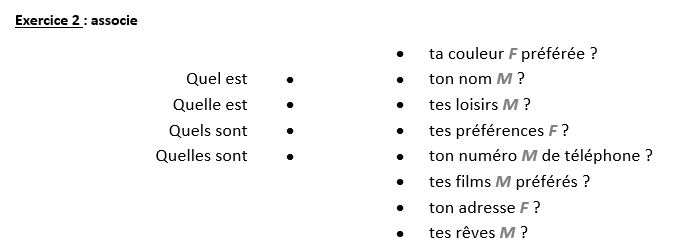 Exercice 2 : associe
• ta couleur F préférée ?
Quel est • • ton nom M ?
Quelle est • • tes loisirs M ?
Quels sont • • tes préférences F ?
Quelles sont • • ton numéro M de téléphone ?
• tes films M préférés ?
• ton adresse F ?
• tes rêves M ?